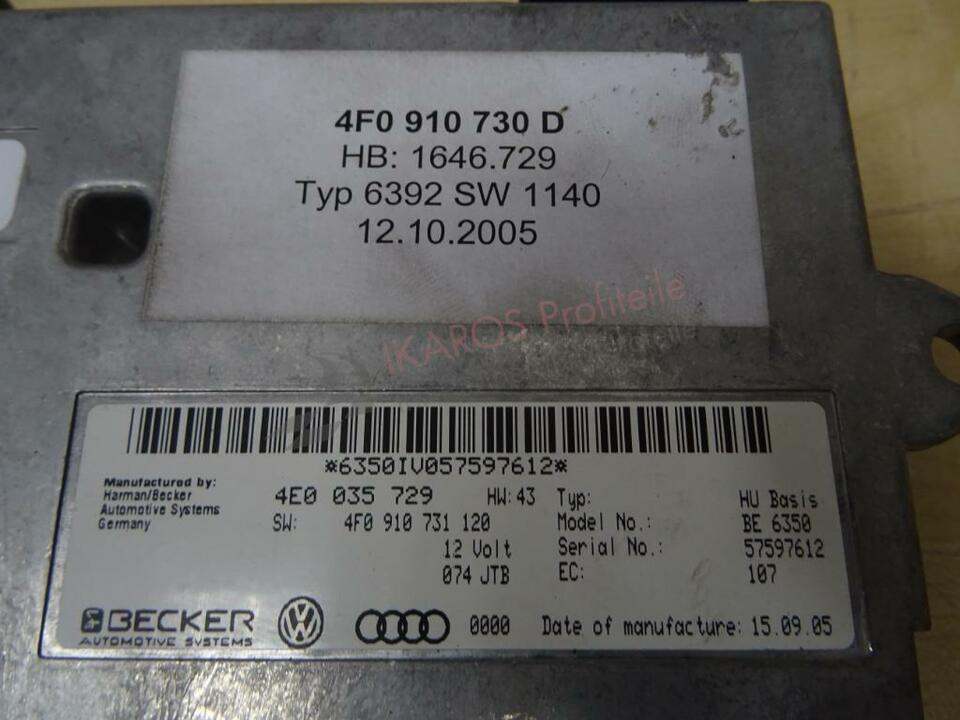 4F0 910 730 D
HB: 1646.729
Typ 6392 SW 1140
12.10.2005
IKAROS Profiteile
*6350IV057597612*
Manufactured by:
Harman/Becker
Automotive Systems
Germany
4E0 035 729 HW: 43
SW: 4F0 910 731 120
12 Volt
074 JTB
Typ: HU Basis
Model No.: BE 6350
Serial No.: 57597612
EC: 107
BECKER
AUTOMOTIVE SYSTEMS
0000 Date of manufacture: 15.09.05